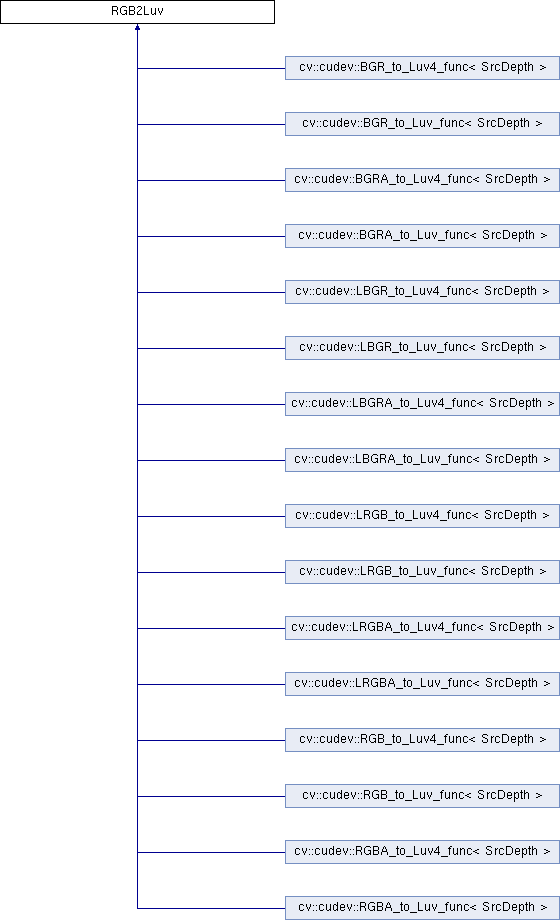 RGB2Luv
cv::cudev::BGR_to_Luv4_func< SrcDepth >
cv::cudev::BGR_to_Luv_func< SrcDepth >
cv::cudev::BGRA_to_Luv4_func< SrcDepth >
cv::cudev::BGRA_to_Luv_func< SrcDepth >
cv::cudev::LBGR_to_Luv4_func< SrcDepth >
cv::cudev::LBGR_to_Luv_func< SrcDepth >
cv::cudev::LBGRA_to_Luv4_func< SrcDepth >
cv::cudev::LBGRA_to_Luv_func< SrcDepth >
cv::cudev::LRGB_to_Luv4_func< SrcDepth >
cv::cudev::LRGB_to_Luv_func< SrcDepth >
cv::cudev::LRGBA_to_Luv4_func< SrcDepth >
cv::cudev::LRGBA_to_Luv_func< SrcDepth >
cv::cudev::RGB_to_Luv4_func< SrcDepth >
cv::cudev::RGB_to_Luv_func< SrcDepth >
cv::cudev::RGBA_to_Luv4_func< SrcDepth >
cv::cudev::RGBA_to_Luv_func< SrcDepth >